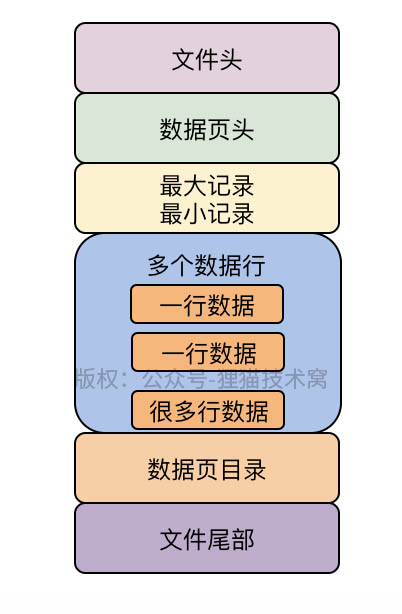 文件头
数据页头
最大记录
最小记录
多个数据行
一行数据
一行数据
版权：公众号-狸猫技术窝
很多行数据
数据页目录
文件尾部